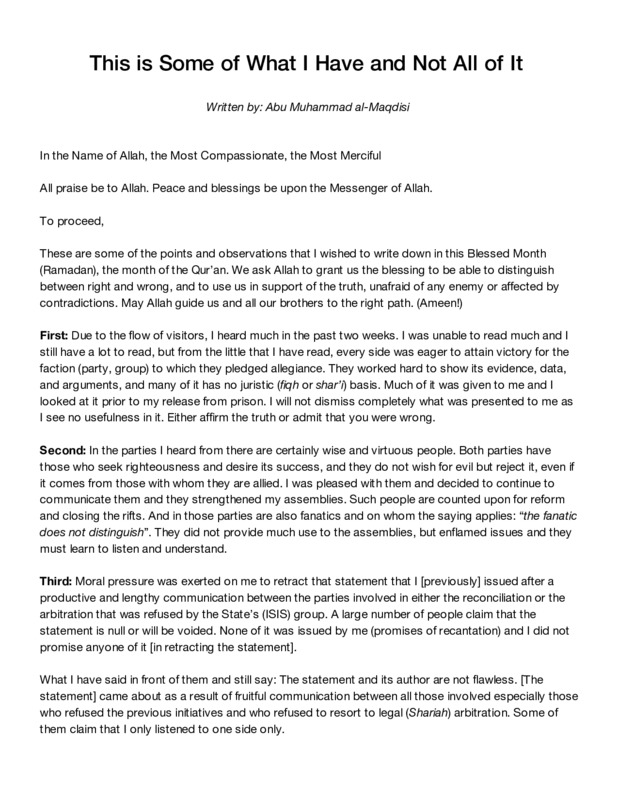 This is Some of What I Have and Not All of It
Written by: Abu Muhammad al-Maqdisi
In the Name of Allah, the Most Compassionate, the Most Merciful
All praise be to Allah. Peace and blessings be upon the Messenger of Allah.
To proceed,
These are some of the points and observations that I wished to write down in this Blessed Month
(Ramadan), the month of the Qur'an. We ask Allah to grant us the blessing to be able to distinguish
between right and wrong, and to use us in support of the truth, unafraid of any enemy or affected by
contradictions. May Allah guide us and all our brothers to the right path. (Ameen!)
First: Due to the flow of visitors, I heard much in the past two weeks. I was unable to read much and I
still have a lot to read, but from the little that I have read, every side was eager to attain victory for the
faction (party, group) to which they pledged allegiance. They worked hard to show its evidence, data,
and arguments, and many of it has no juristic (fiqh or shar'i) basis. Much of it was given to me and I
looked at it prior to my release from prison. I will not dismiss completely what was presented to me as
I see no usefulness in it. Either affirm the truth or admit that you were wrong.
Second: In the parties I heard from there are certainly wise and virtuous people. Both parties have
those who seek righteousness and desire its success, and they do not wish for evil but reject it, even if
it comes from those with whom they are allied. I was pleased with them and decided to continue to
communicate them and they strengthened my assemblies. Such people are counted upon for reform
and closing the rifts. And in those parties are also fanatics and on whom the saying applies: “the fanatic
does not distinguish”. They did not provide much use to the assemblies, but enflamed issues and they
must learn to listen and understand.
Third: Moral pressure was exerted on me to retract that statement that I [previously] issued after a
productive and lengthy communication between the parties involved in either the reconciliation or the
arbitration that was refused by the State's (ISIS) group. A large number of people claim that the
statement is null or will be voided. None of it was issued by me (promises of recantation) and I did not
promise anyone of it [in retracting the statement].
What I have said in front of them and still say: The statement and its author are not flawless. [The
statement] came about as a result of fruitful communication between all those involved especially those
who refused the previous initiatives and who refused to resort to legal (Shariah) arbitration. Some of
them claim that I only listened to one side only.